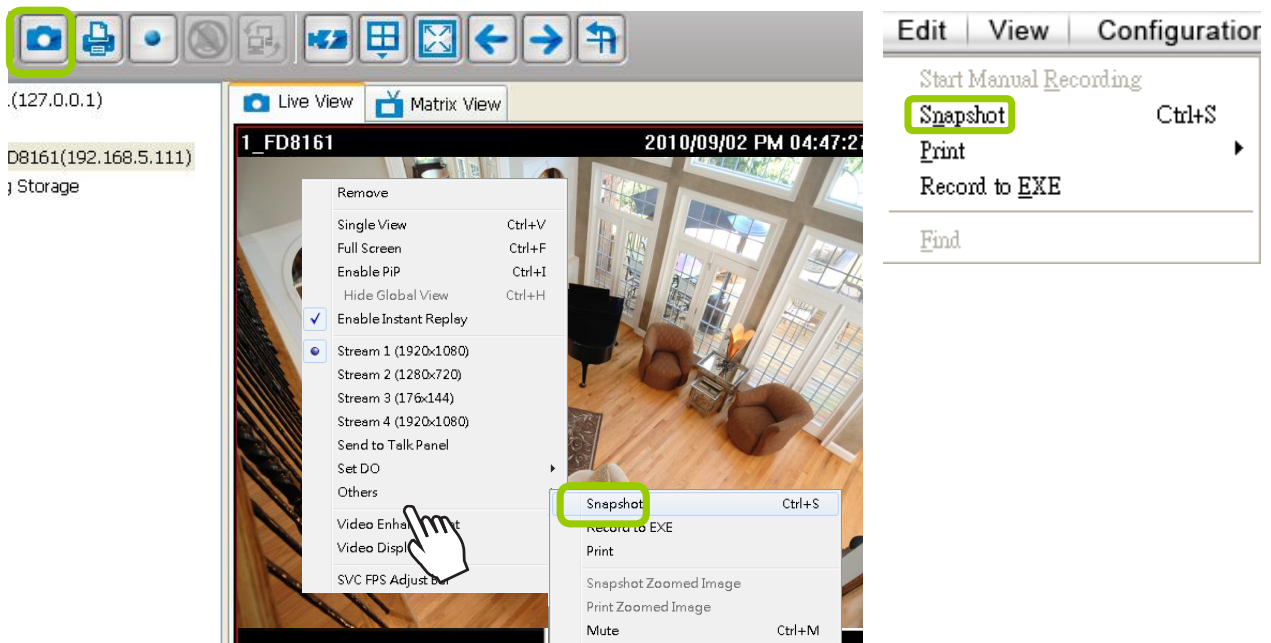 .(127.0.0.1)
D8161(192.168.5.111)
Storage
Live View Matrix View
1_FD8161 2010/09/02 PM 04:47:27
Remove
Single View Ctrl+V
Full Screen Ctrl+F
Enable PiP Ctrl+I
Hide Global View Ctrl+H
Enable Instant Replay
Stream 1 (1920x1080)
Stream 2 (1280x720)
Stream 3 (176x144)
Stream 4 (1920x1080)
Send to Talk Panel
Set DO
Others
Video
Video
SVC FPS Adjust
Snapshot Ctrl+S
Record to EXE
Print
Snapshot Zoomed Image
Print Zoomed Image
Mute Ctrl+M
Edit View Configuration
Start Manual Recording
Snapshot Ctrl+S
Print
Record to EXE
Find